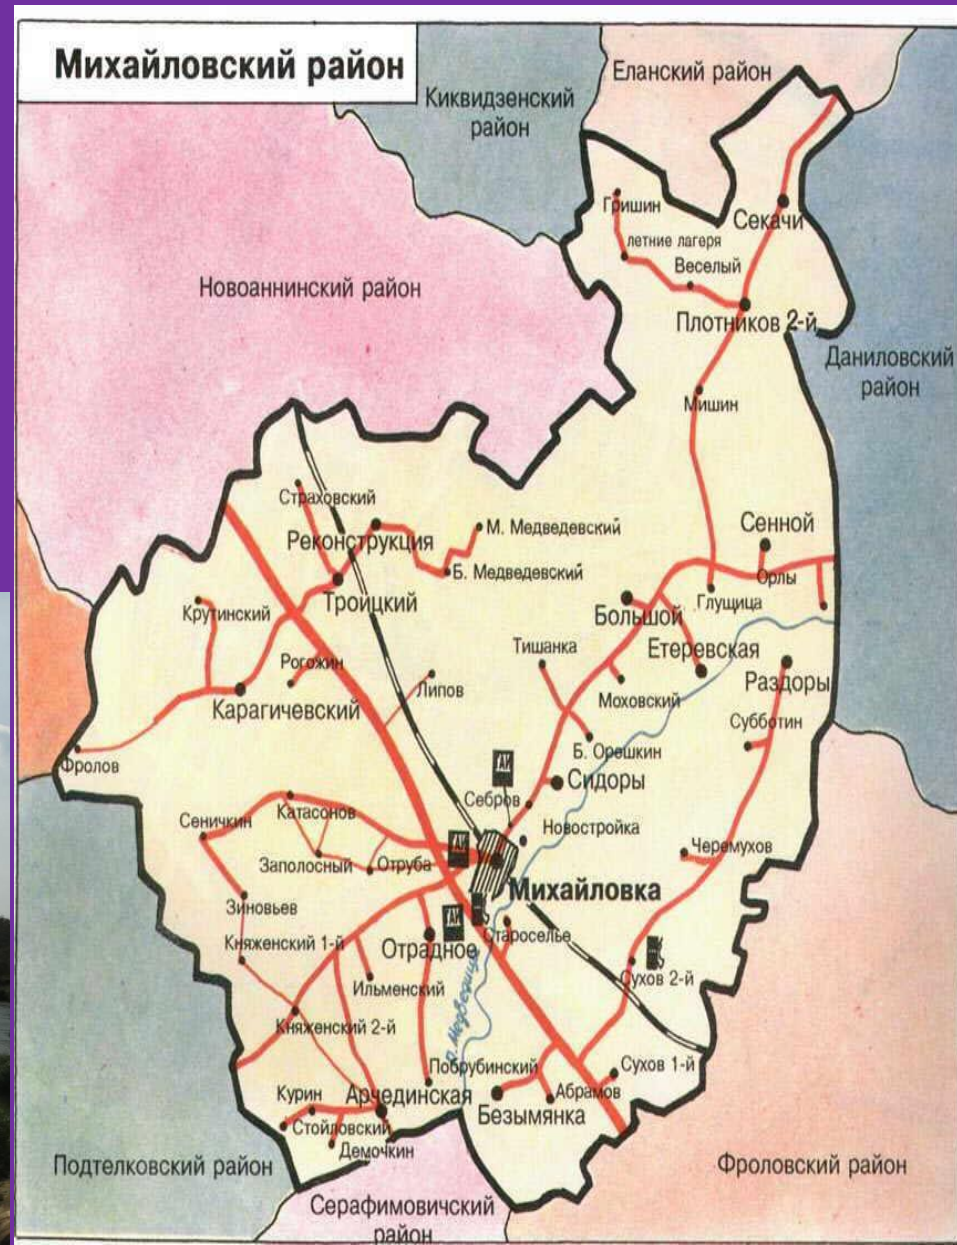 Михайловский район
Еланский район
Киквидзенский
район
Гришин
Секачи
летние лагеря
Веселый
Новоаннинский район
Плотников 2-й
Даниловский
район
Мишин
Страховский
Реконструкция
М. Медведевский
Сенной
Б. Медведевский
Орлы
Троицкий
Глущица
Крутинский
Большой
Тишанка
Етеревская
Рогожин
Раздоры
Липов
Моховский
Карагичевский
Субботин
Б. Орешкин
Фролов
Сидоры
ГАИ
Себров
Катасонов
Сеничкин
Новостройка
Черемухов
ГАИ
Заполосный
Отруба
Михайловка
Зиновьев
ГАИ
Староселье
Княженский 1-й
Отрадное
Сухов 2-й
Ильменский
р. Медведица
Княженский 2-й
Побрубинский
Сухов 1-й
Курин
Арчединская
Абрамов
Безымянка
Стойловский
Демочкин
Подтелковский район
Фроловский район
Серафимовичский
район